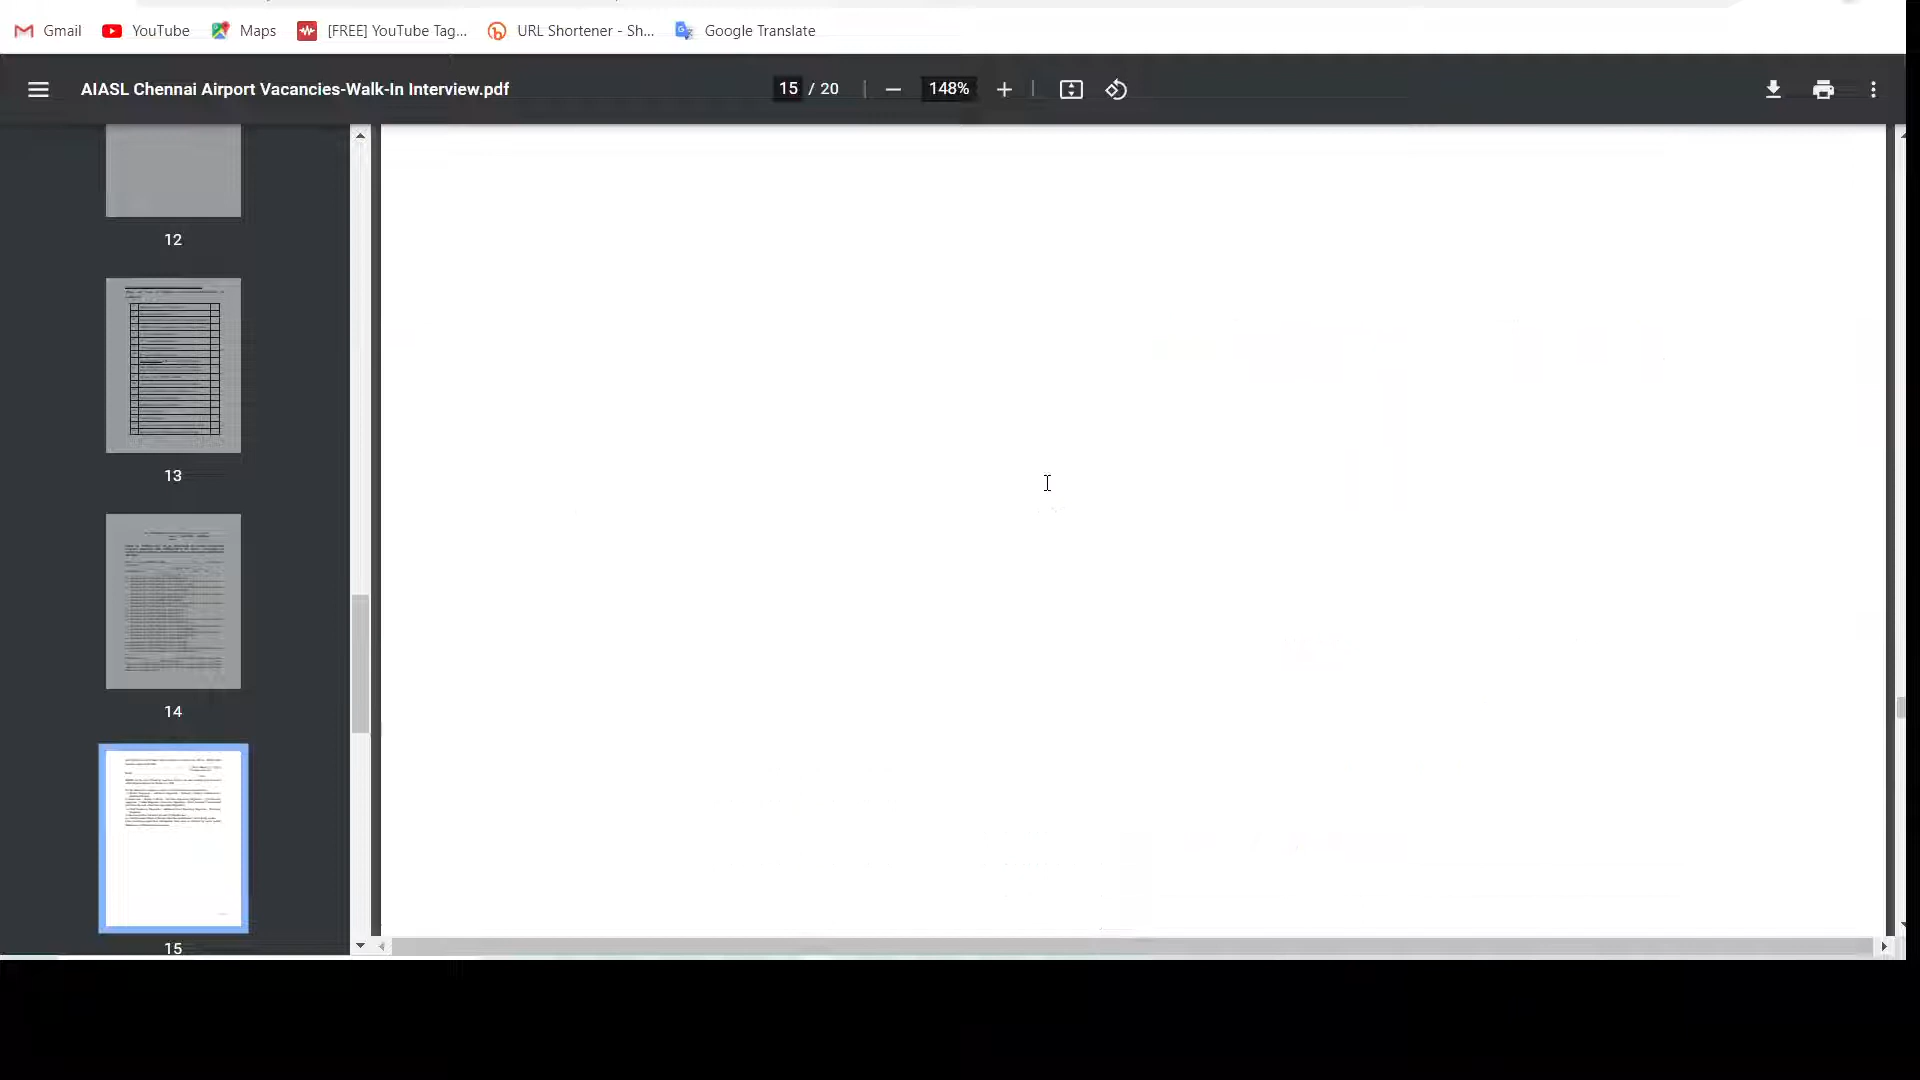 Gmail
YouTube
Maps
[FREE] YouTube Tag...
URL Shortener - Sh...
Google Translate
AIASL Chennai Airport Vacancies-Walk-In Interview.pdf
15 / 20
148%
12
13
14
15